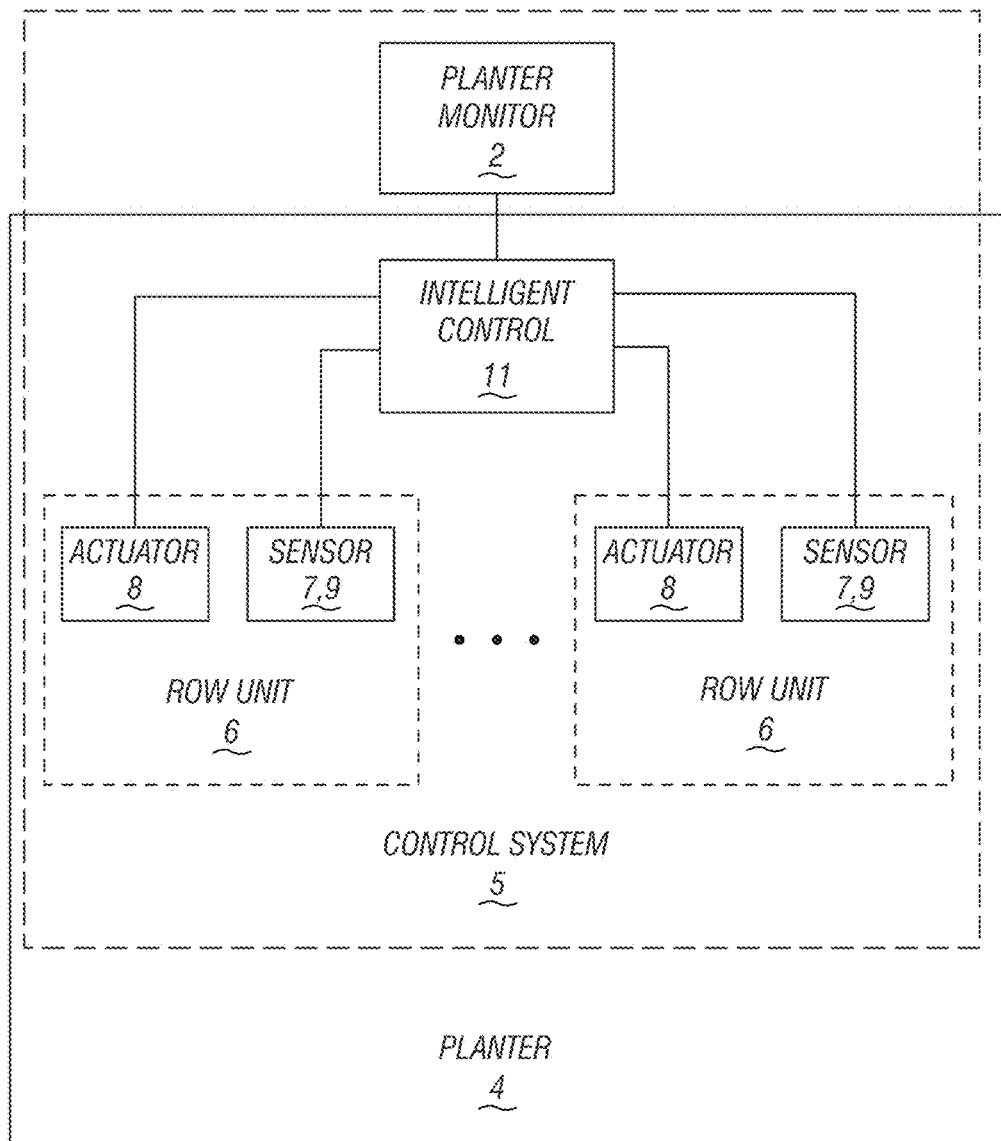 PLANTER
MONITOR
2
INTELLIGENT
CONTROL
11
ACTUATOR
8
SENSOR
7,9
ROW UNIT
6
ACTUATOR
8
SENSOR
7,9
ROW UNIT
6
CONTROL SYSTEM
5
PLANTER
4